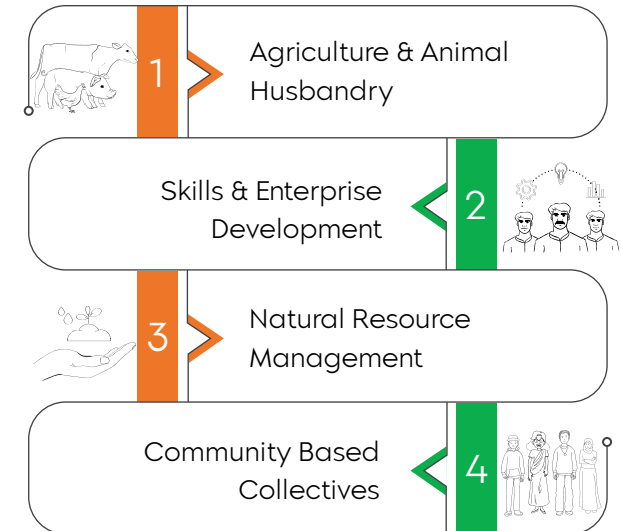 1
Agriculture & Animal
Husbandry
Skills & Enterprise
Development
2
3
Natural Resource
Management
Community Based
Collectives
4